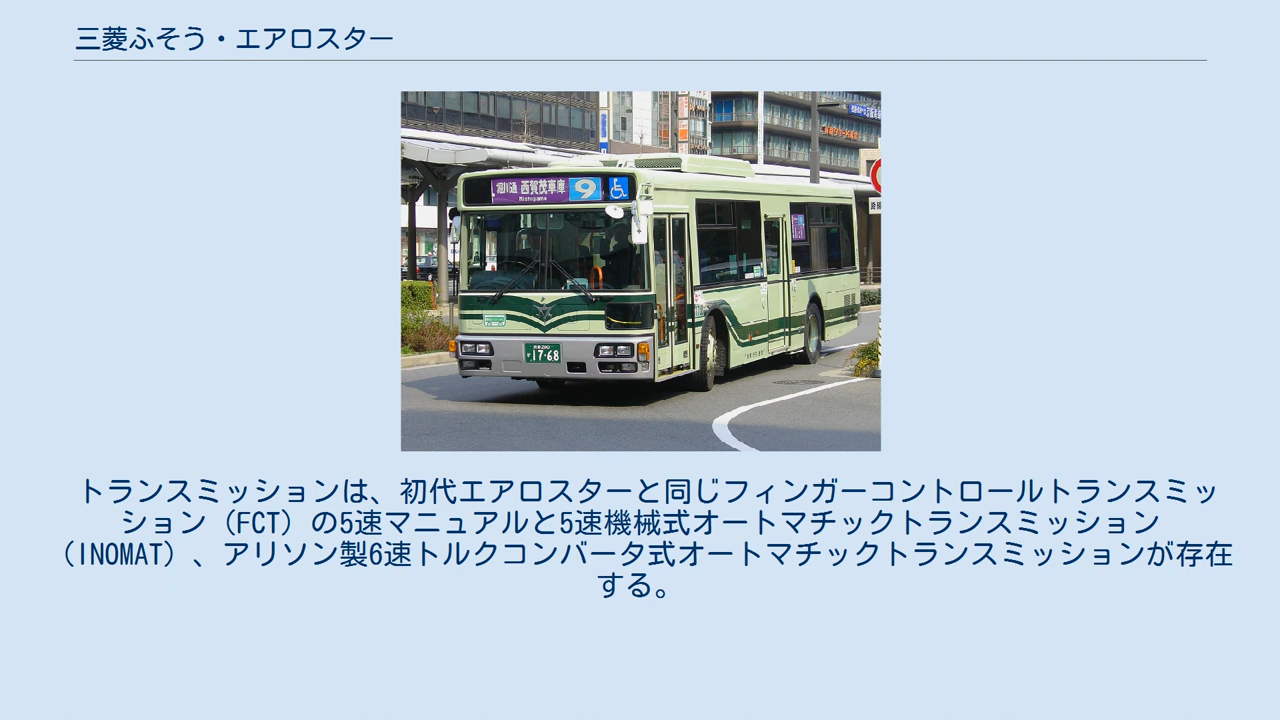 三菱ふそう・エアロスター
堀川通 西賀茂車庫 9
Nishigamo
17-68
トランスミッションは、初代エアロスターと同じフィンガーコントロールトランスミッ
ション（FCT）の5速マニュアルと5速機械式オートマチックトランスミッション
（INOMAT）、アリソン製6速トルクコンバータ式オートマチックトランスミッションが存在
する。